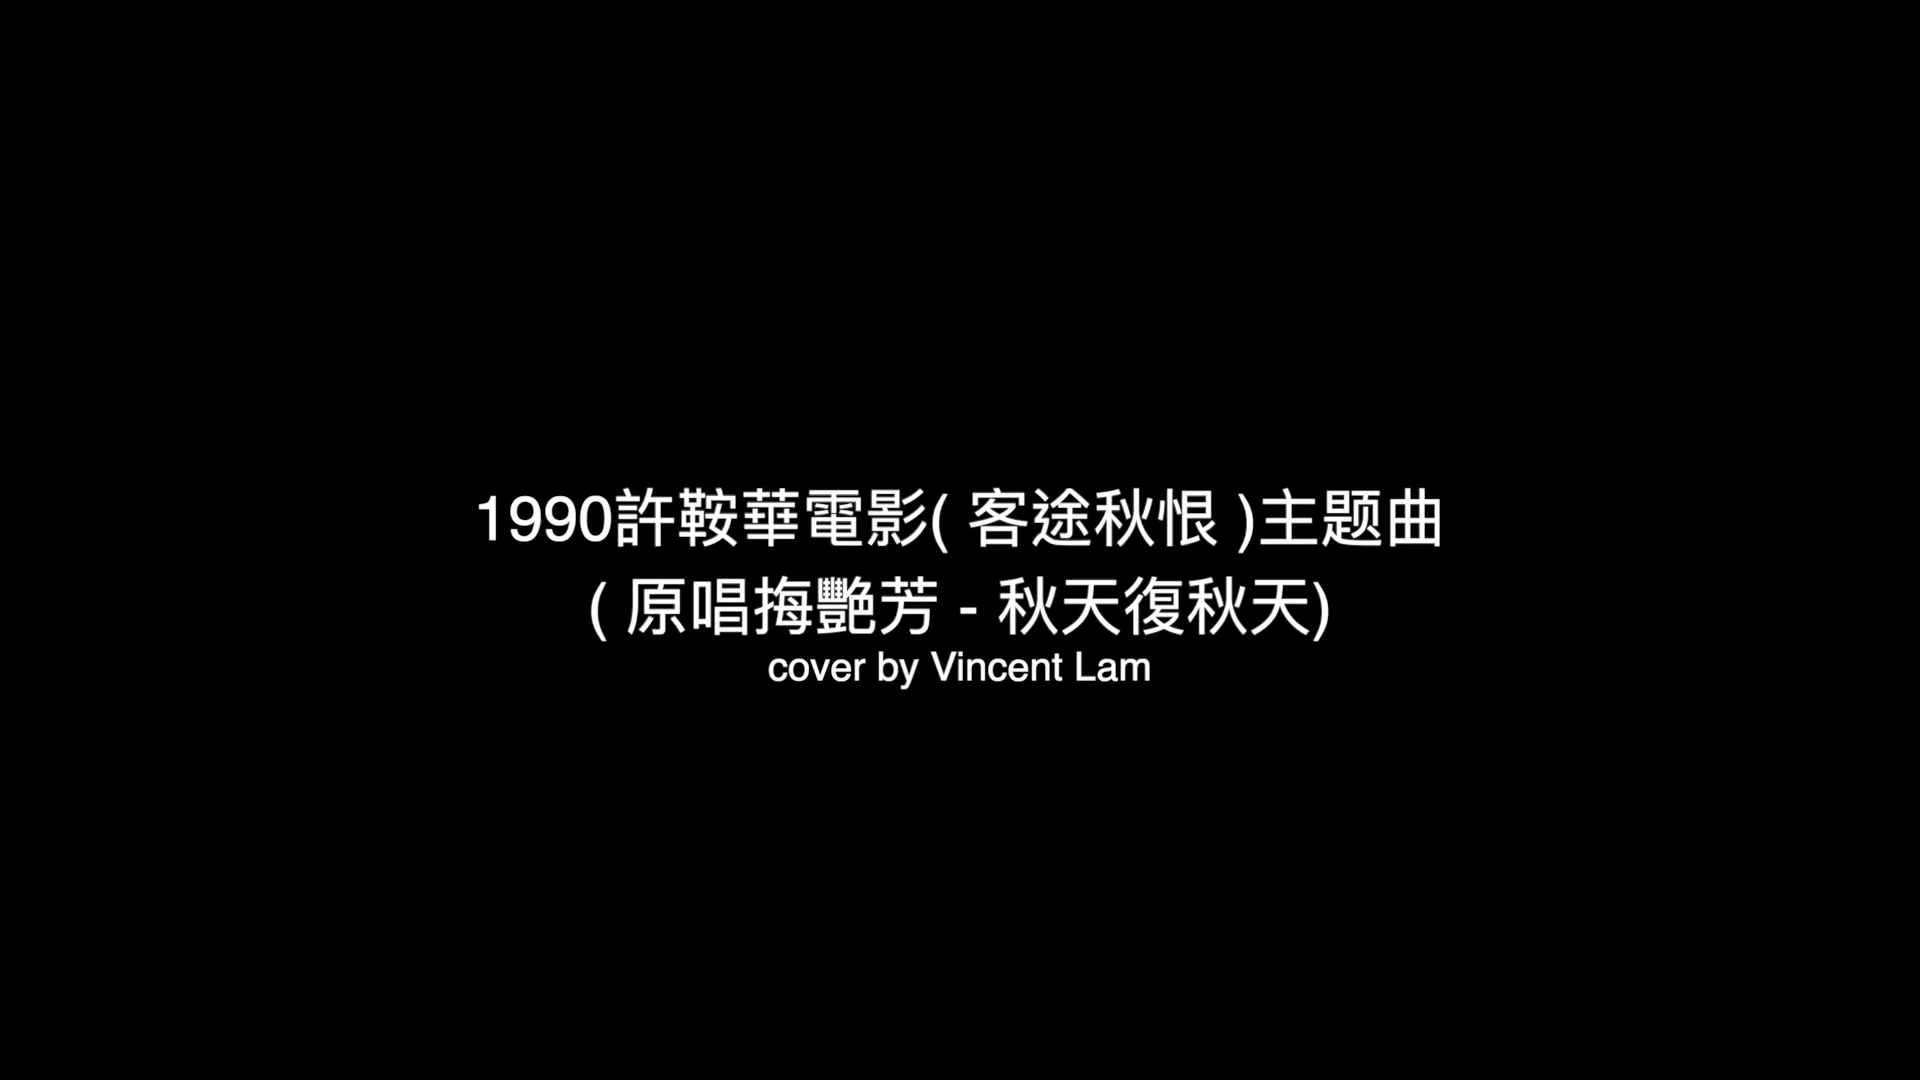 1990許鞍華電影( 客途秋恨 )主题曲
( 原唱挴艷芳 - 秋天復秋天)
cover by Vincent Lam